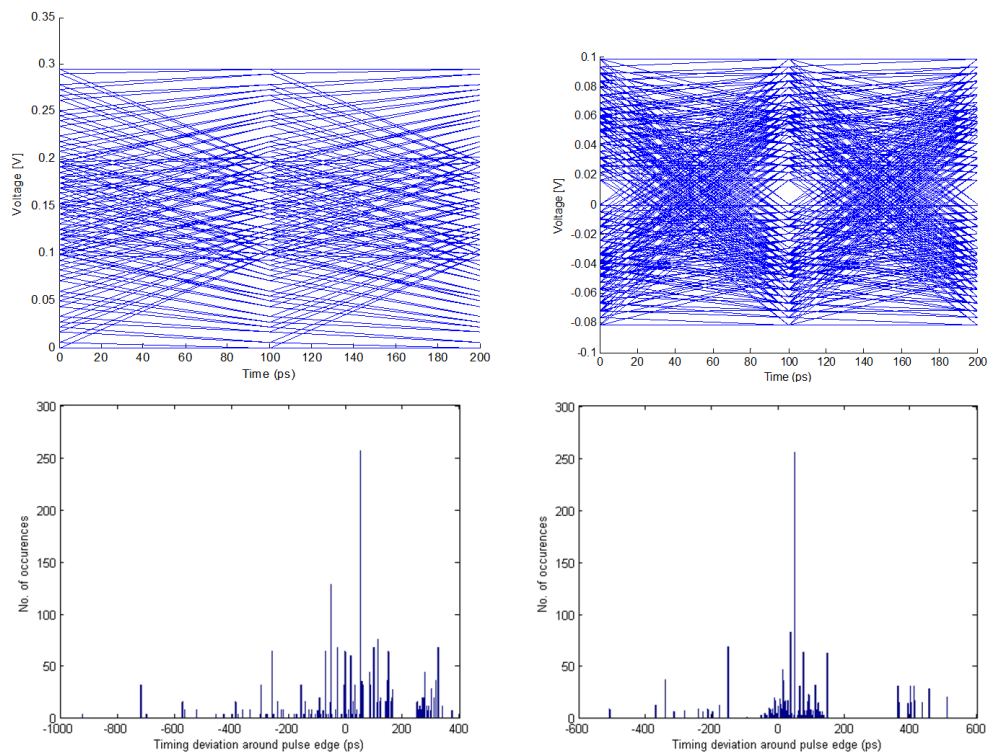 0.35
0.3
0.25
0.2
0.15
0.1
0.05
0
Voltage [V]
0 20 40 60 80 100 120 140 160 180 200
Time (ps)
0.1
0.08
0.06
0.04
0.02
0
-0.02
-0.04
-0.06
-0.08
-0.1
Voltage [V]
0 20 40 60 80 100 120 140 160 180 200
Time (ps)
300
250
200
150
100
50
0
No. of occurences
-1000 -800 -600 -400 -200 0 200 400
Timing deviation around pulse edge (ps)
300
250
200
150
100
50
0
No. of occurences
-600 -400 -200 0 200 400 600
Timing deviation around pulse edge (ps)